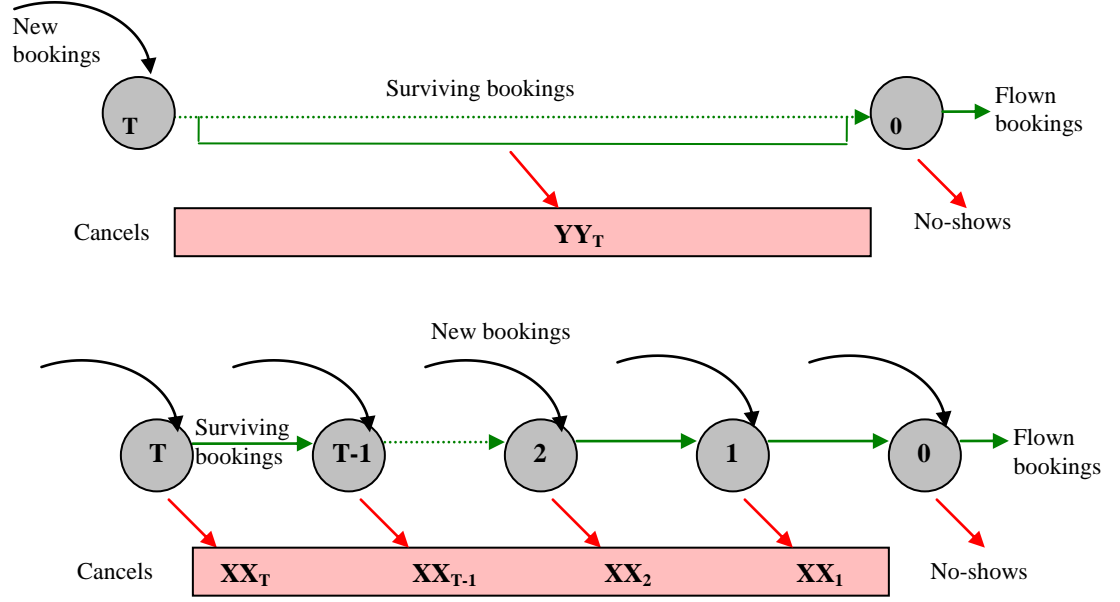 New
bookings
Surviving bookings
T
0
Flown
bookings
Cancels
YY_T
No-shows
New bookings
T
Surviving
bookings
T-1
2
1
0
Flown
bookings
Cancels
XX_T
XX_T-1
XX_2
XX_1
No-shows